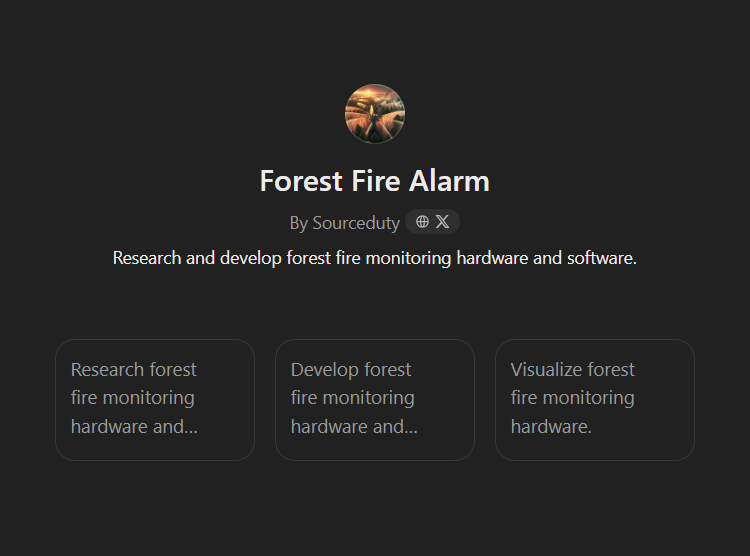 Forest Fire Alarm
By Sourceduty
Research and develop forest fire monitoring hardware and software.
Research forest
fire monitoring
hardware and...
Develop forest
fire monitoring
hardware and...
Visualize forest
fire monitoring
hardware.